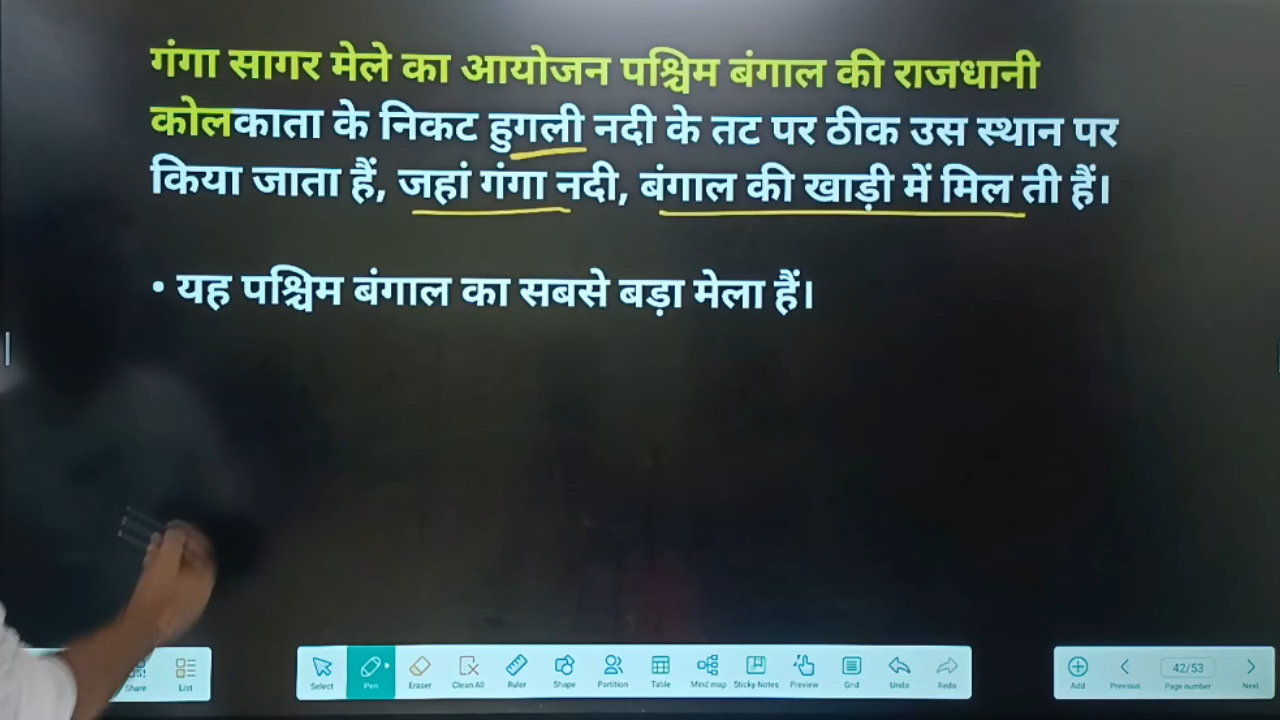 गंगा सागर मेले का आयोजन पश्चिम बंगाल की राजधानी
कोलकाता के निकट हुगली नदी के तट पर ठीक उस स्थान पर
किया जाता हैं, जहां गंगा नदी, बंगाल की खाड़ी में मिल ती हैं।
• यह पश्चिम बंगाल का सबसे बड़ा मेला हैं।
Share List Select Pen Eraser Clean All Ruler Shape Partition Table Mind map Sticky Notes Preview Grid Undo Redo Add Previous 42/53 Page number Next